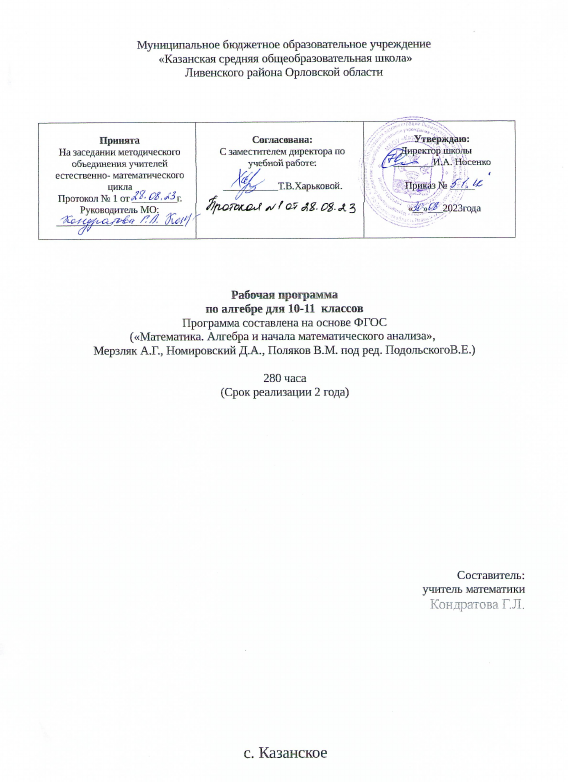 Муниципальное бюджетное образовательное учреждение
«Казанская средняя общеобразовательная школа»
Ливенского района Орловской области
Принята
На заседании методического
объединения учителей
естественно- математического
цикла
Протокол № 1 от 28.08.23 г.
Руководитель МО:
Кондратова Г.Л.
Согласована:
С заместителем директора по
учебной работе:
Т.В.Харьковой.
Протокол №1 от 28.08.23
Утверждаю:
Директор школы
И.А. Носенко
Приказ №
«30» 08 2023года
Рабочая программа
по алгебре для 10-11 классов
Программа составлена на основе ФГОС
(«Математика. Алгебра и начала математического анализа»,
Мерзляк А.Г., Номировский Д.А., Поляков В.М. под ред. ПодольскогоВ.Е.)
280 часа
(Срок реализации 2 года)
Составитель:
учитель математики
Кондратова Г.Л.
с. Казанское